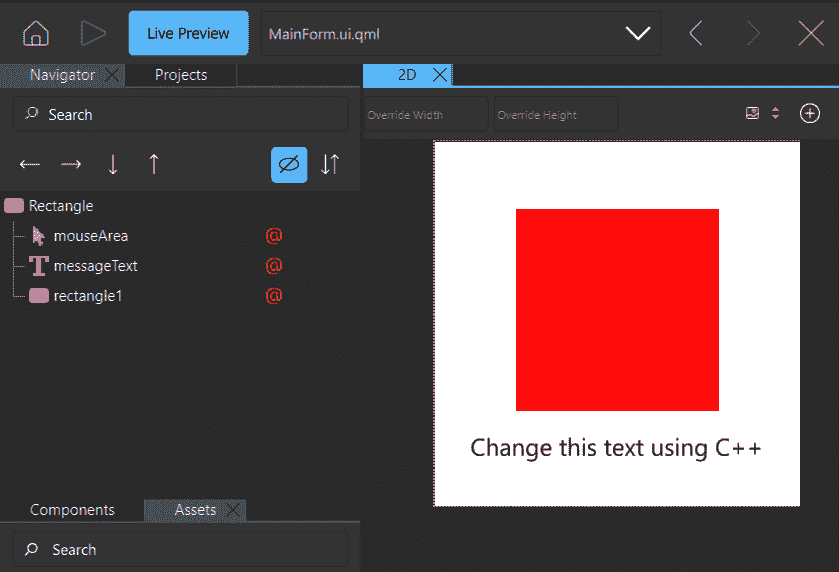 Live Preview
MainForm.ui.qml
Navigator
Projects
2D
Search
Override Width
Override Height
Rectangle
mouseArea
@
messageText
@
rectangle1
@
Change this text using C++
Components
Assets
Search